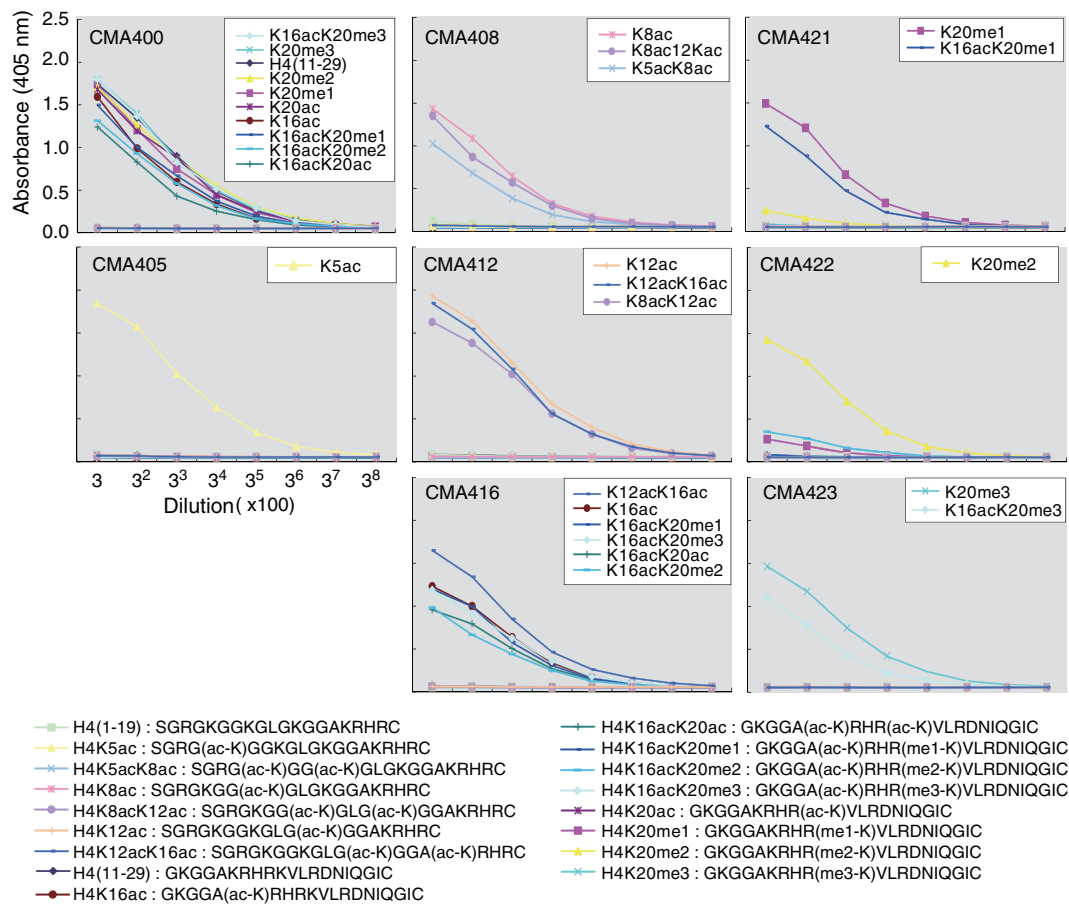 CMA400
K16acK20me3
K20me3
H4(11-29)
K20me2
K20me1
K20ac
K16ac
K16acK20me1
K16acK20me2
K16acK20ac
CMA408
K8ac
K8ac12Kac
K5acK8ac
CMA421
K20me1
K16acK20me1
Absorbance (405 nm)
2.5
2.0
1.5
1.0
0.5
0.0
CMA405
K5ac
CMA412
K12ac
K12acK16ac
K8acK12ac
CMA422
K20me2
3 3² 3³ 3⁴ 3⁵ 3⁶ 3⁷ 3⁸
Dilution( x100)
CMA416
K12acK16ac
K16ac
K16acK20me1
K16acK20me3
K16acK20ac
K16acK20me2
CMA423
K20me3
K16acK20me3
H4(1-19) : SGRGKGGKGLGKGGAKRHRC
H4K5ac : SGRG(ac-K)GGKGLGKGGAKRHRC
H4K5acK8ac : SGRG(ac-K)GG(ac-K)GLGKGGAKRHRC
H4K8ac : SGRGKGG(ac-K)GLGKGGAKRHRC
H4K8acK12ac : SGRGKGG(ac-K)GLG(ac-K)GGAKRHRC
H4K12ac : SGRGKGGKGLG(ac-K)GGAKRHRC
H4K12acK16ac : SGRGKGGKGLG(ac-K)GGA(ac-K)RHRC
H4(11-29) : GKGGAKRHRKVLRDNIQGIC
H4K16ac : GKGGA(ac-K)RHRKVLRDNIQGIC
H4K16acK20ac : GKGGA(ac-K)RHR(ac-K)VLRDNIQGIC
H4K16acK20me1 : GKGGA(ac-K)RHR(me1-K)VLRDNIQGIC
H4K16acK20me2 : GKGGA(ac-K)RHR(me2-K)VLRDNIQGIC
H4K16acK20me3 : GKGGA(ac-K)RHR(me3-K)VLRDNIQGIC
H4K20ac : GKGGAKRHR(ac-K)VLRDNIQGIC
H4K20me1 : GKGGAKRHR(me1-K)VLRDNIQGIC
H4K20me2 : GKGGAKRHR(me2-K)VLRDNIQGIC
H4K20me3 : GKGGAKRHR(me3-K)VLRDNIQGIC